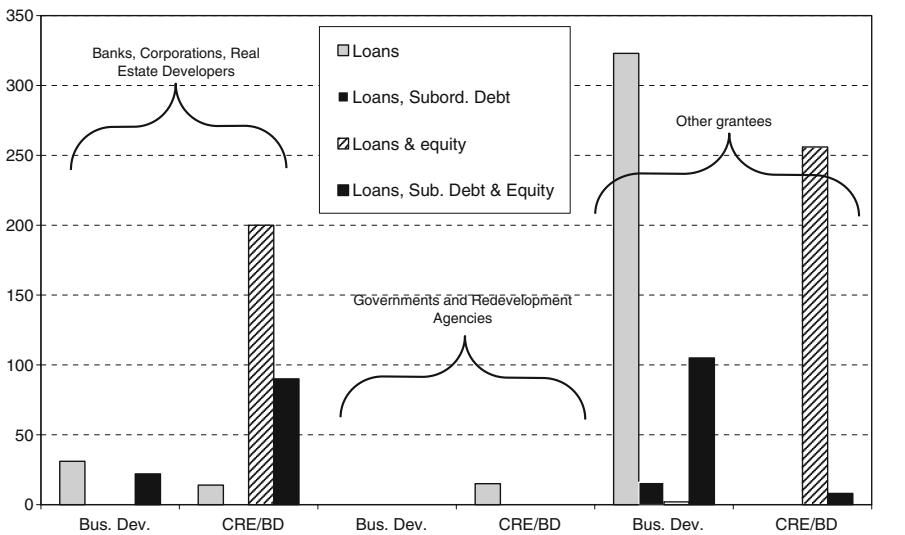 350
300
250
200
150
100
50
0
Banks, Corporations, Real
Estate Developers
Loans
Loans, Subord. Debt
Loans & equity
Loans, Sub. Debt & Equity
Other grantees
Governments and Redevelopment
Agencies
Bus. Dev.
CRE/BD
Bus. Dev.
CRE/BD
Bus. Dev.
CRE/BD